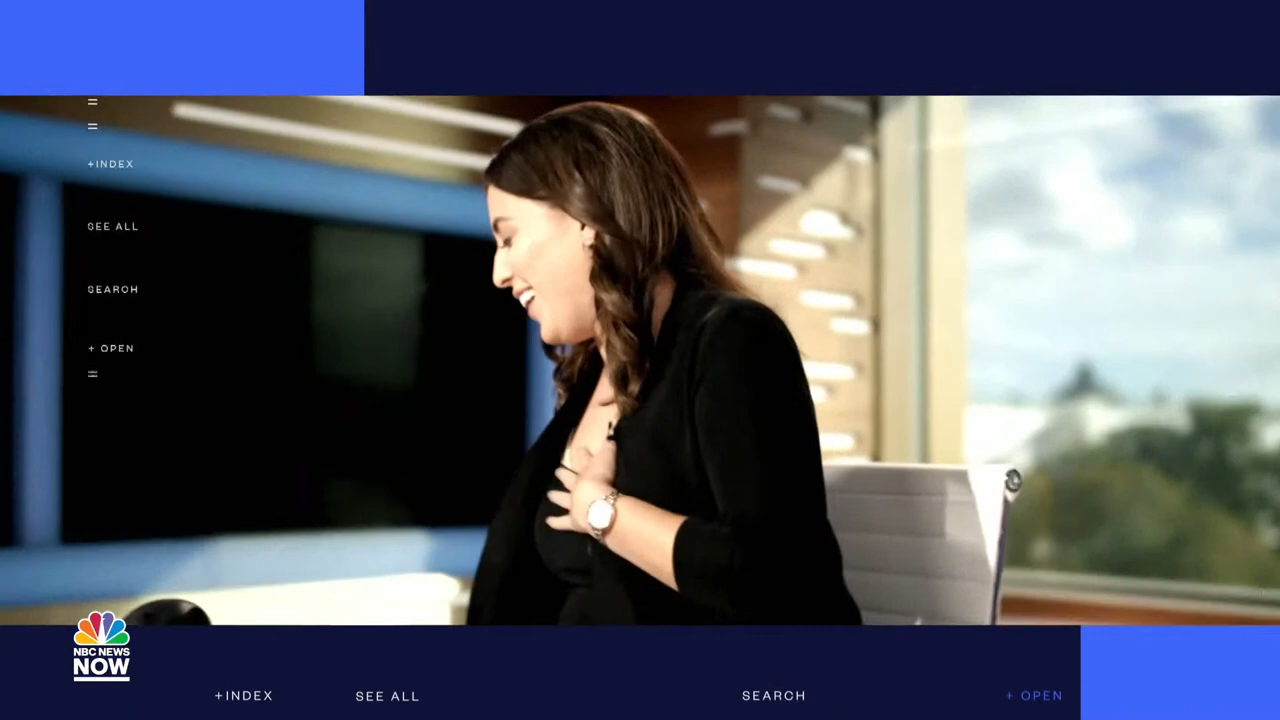 +INDEX
SEE ALL
SEARCH
+ OPEN
NBC NEWS
NOW
+INDEX
SEE ALL
SEARCH
+ OPEN